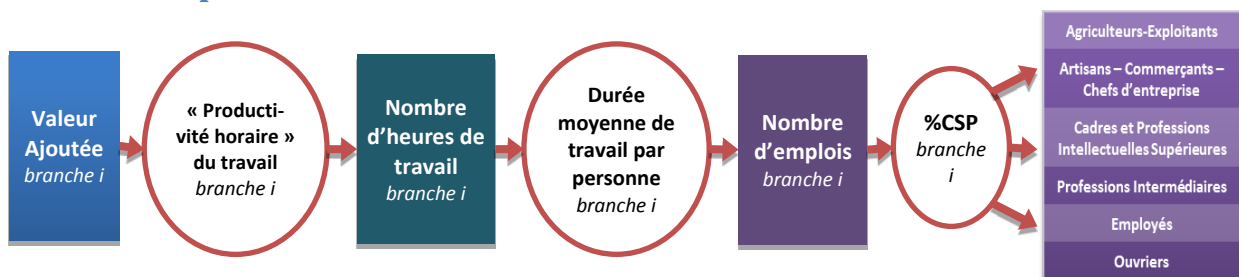 Valeur
Ajoutée
branche i
« Producti-
vité horaire »
du travail
branche i
Nombre
d'heures de
travail
branche i
Durée
moyenne de
travail par
personne
branche i
Nombre
d'emplois
branche i
%CSP
branche
i
Agriculteurs-Exploitants
Artisans – Commerçants –
Chefs d'entreprise
Cadres et Professions
Intellectuelles Supérieures
Professions Intermédiaires
Employés
Ouvriers